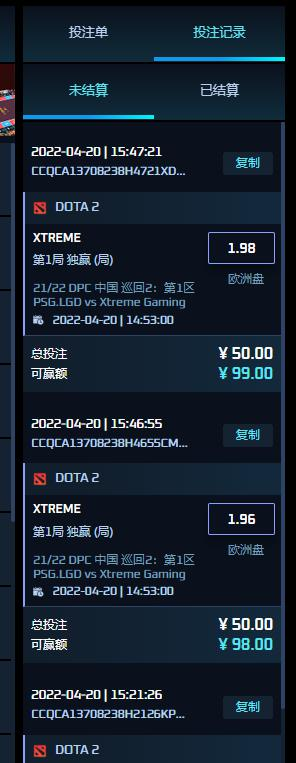 投注单
投注记录
未结算
已结算
2022-04-20 | 15:47:21
复制
CCQCA13708238H4721XD...
DOTA 2
XTREME
1.98
第1局 独赢 (局)
欧洲盘
21/22 DPC 中国 巡回2：第1区
PSG.LGD vs Xtreme Gaming
2022-04-20 | 14:53:00
总投注
¥ 50.00
可赢额
¥ 99.00
2022-04-20 | 15:46:55
复制
CCQCA13708238H4655CM...
DOTA 2
XTREME
1.96
第1局 独赢 (局)
欧洲盘
21/22 DPC 中国 巡回2：第1区
PSG.LGD vs Xtreme Gaming
2022-04-20 | 14:53:00
总投注
¥ 50.00
可赢额
¥ 98.00
2022-04-20 | 15:21:26
复制
CCQCA13708238H2126KP...
DOTA 2